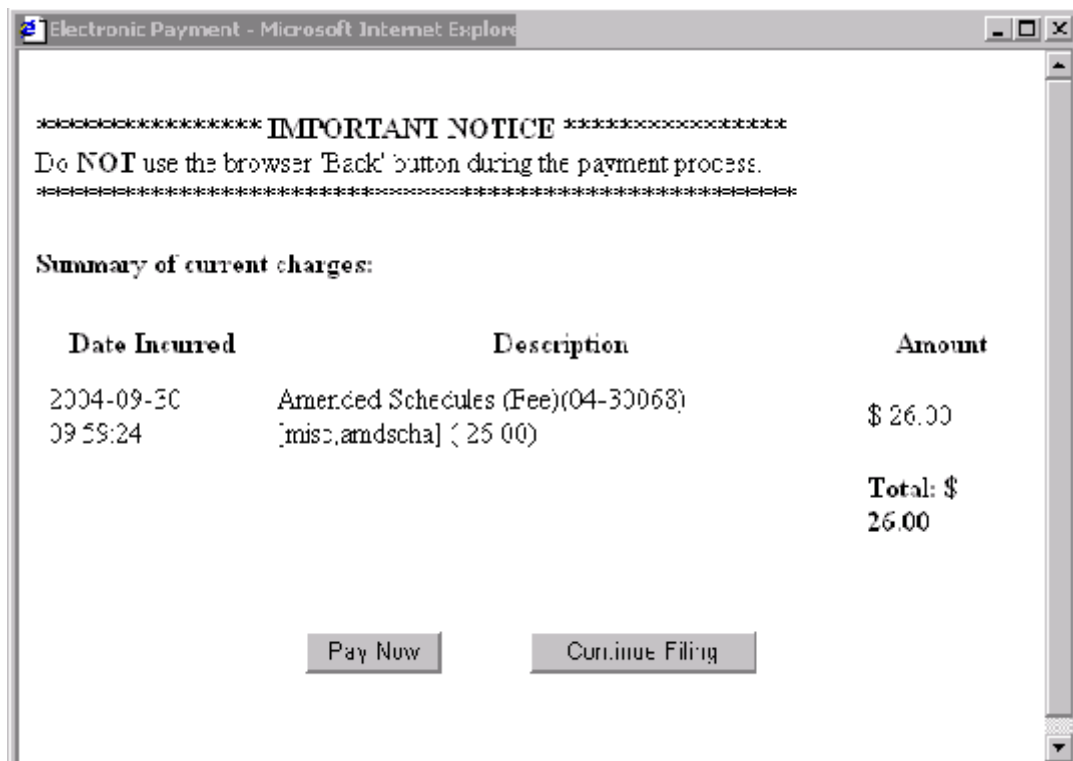 Electronic Payment - Microsoft Internet Explore
***************** IMPORTANT NOTICE *****************
Do NOT use the browser 'Back' button during the payment process.
*********************************************************
Summary of current charges:
Date Incurred Description Amount
2004-09-30 Amended Schedules (Fee)(04-30068) $ 26.00
09:59:24 [misc,amdscha] ( 26.00)
Total: $
26.00
Pay Now Continue Filing